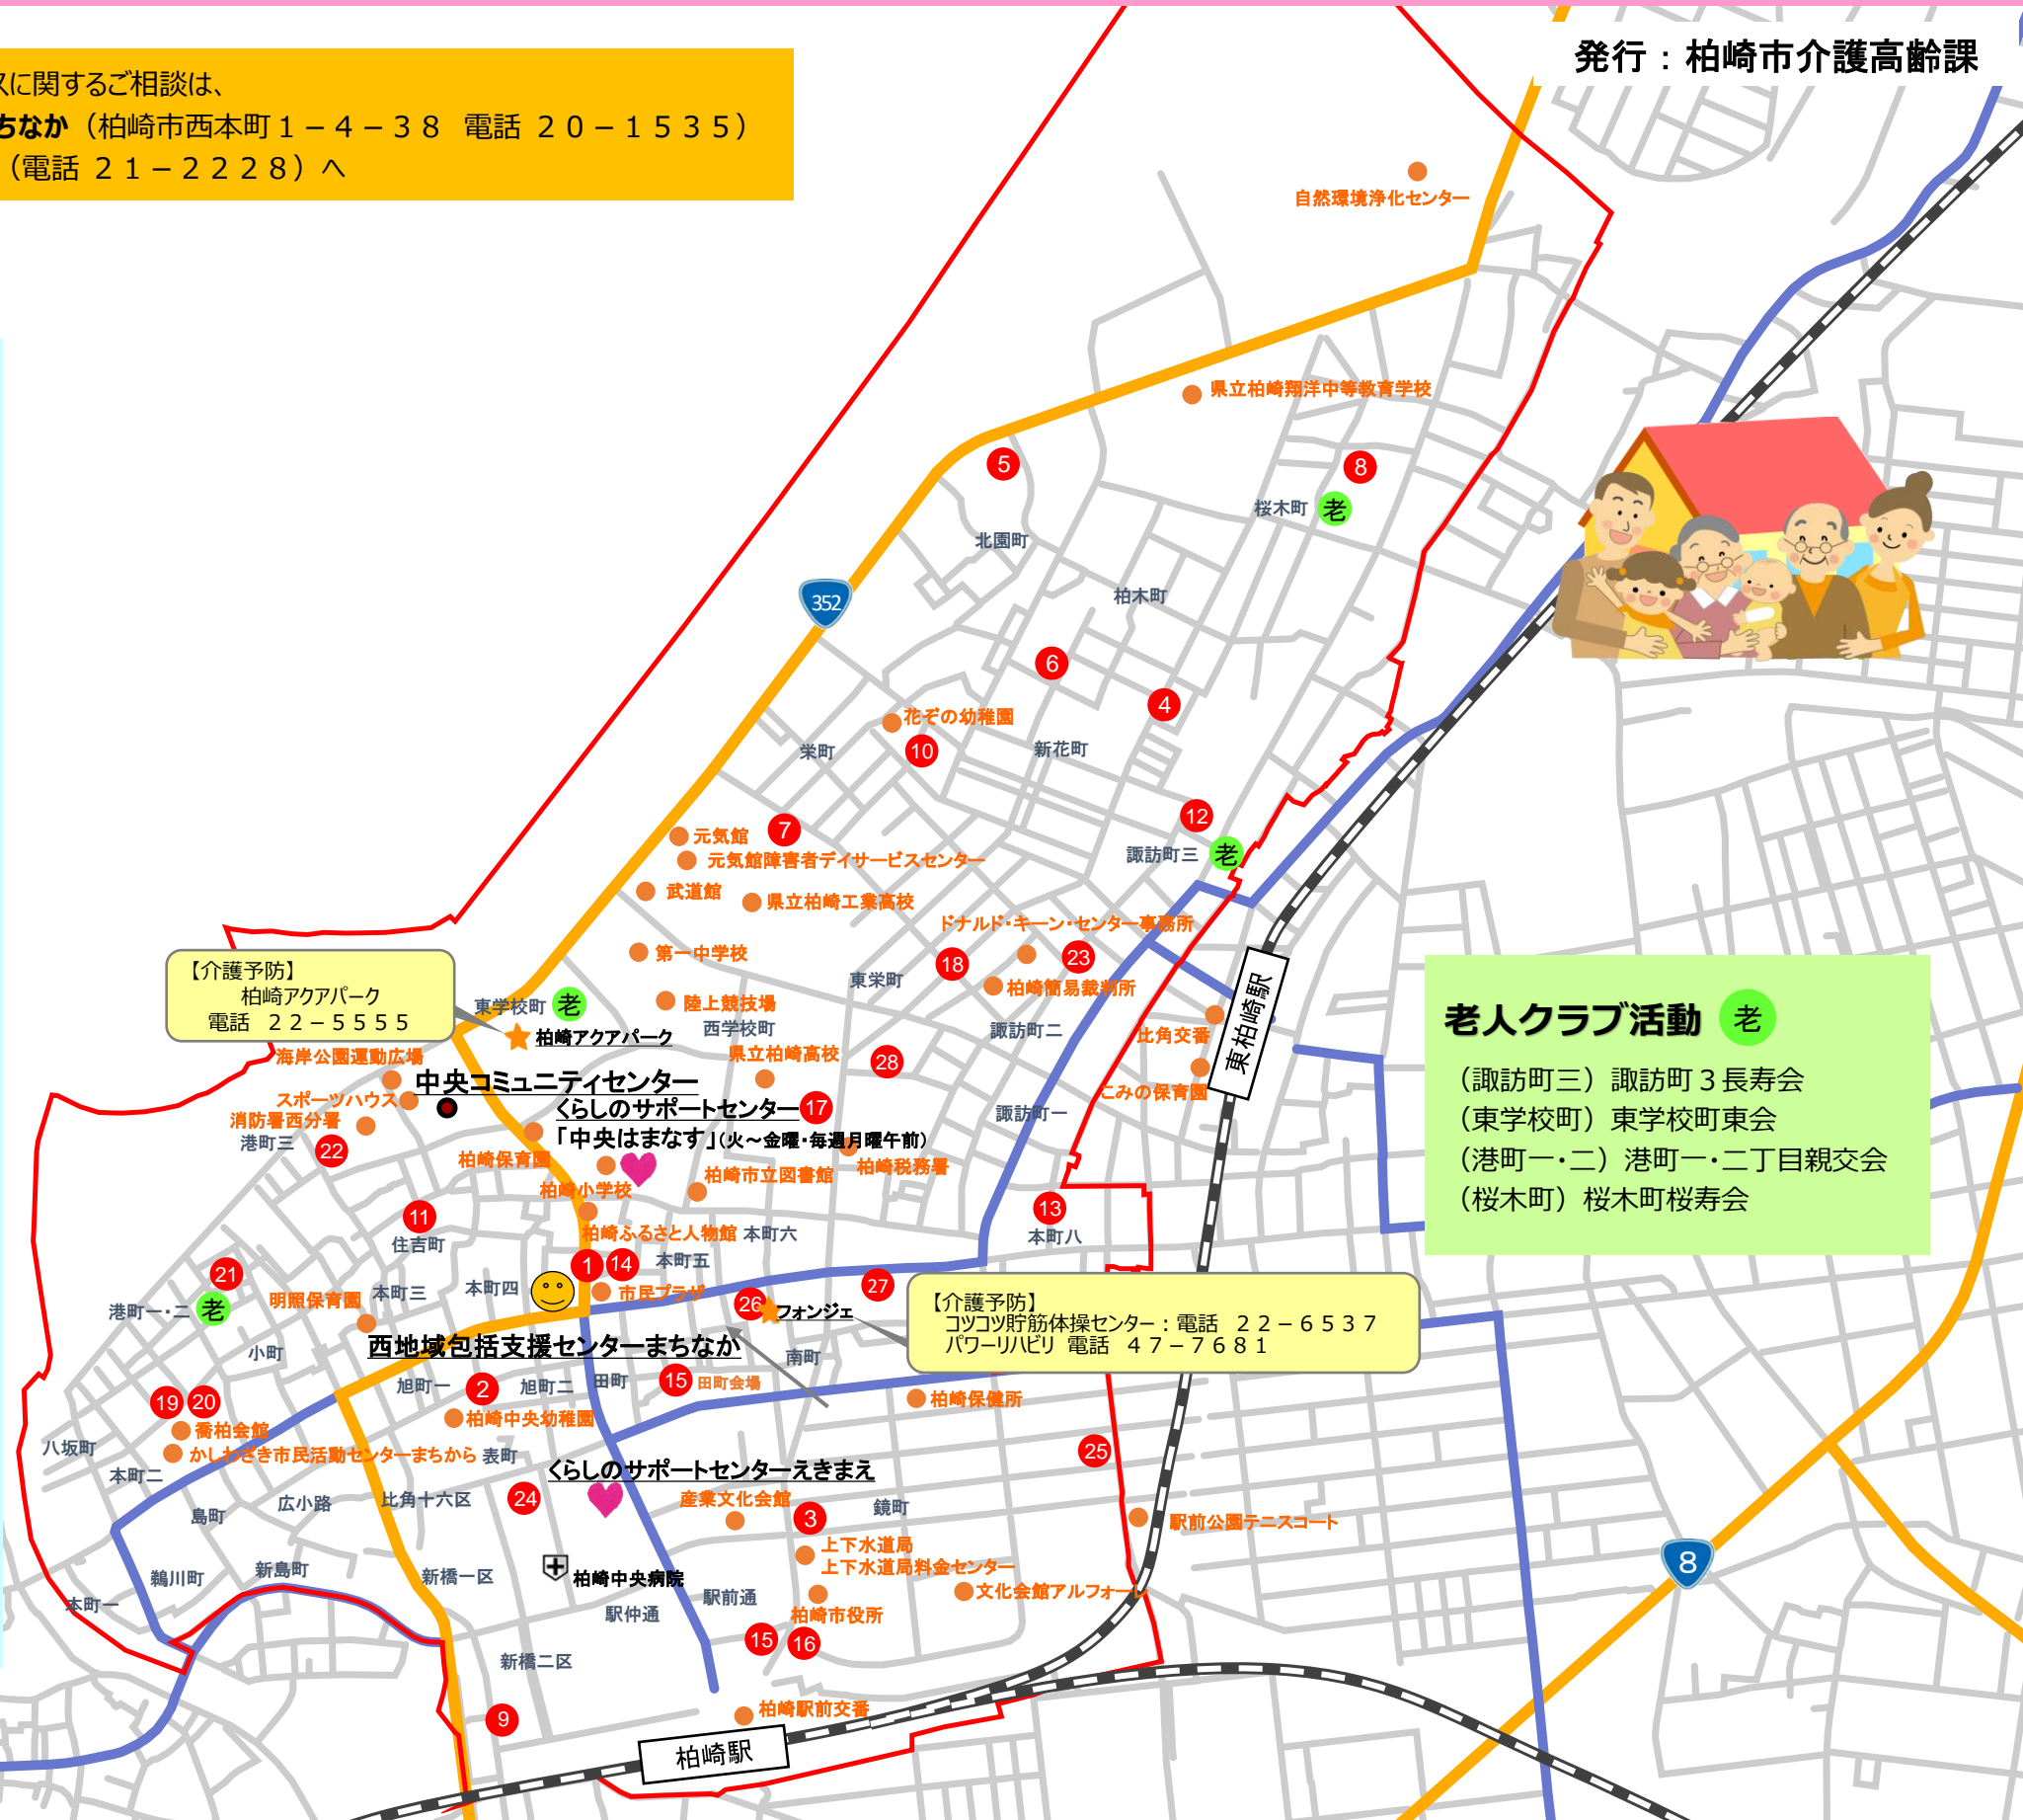 発行：柏崎市介護高齢課
スに関するご相談は、
ちなか（柏崎市西本町１－４－３８ 電話 ２０－１５３５）
（電話 ２１－２２２８）へ
自然環境浄化センター
県立柏崎翔洋中等教育学校
5
8
桜木町 老
北園町
352
柏木町
6
4
花ぞの幼稚園
栄町
10
新花町
12
元気館
7
元気館障害者デイサービスセンター
諏訪町三 老
武道館
県立柏崎工業高校
ドナルド・キーン・センター事務所
第一中学校
18
23
東栄町
柏崎簡易裁判所
【介護予防】
柏崎アクアパーク
電話 ２２－５５５５
東学校町 老
陸上競技場
西学校町
諏訪町二
柏崎アクアパーク
比角交番
東柏崎駅
老人クラブ活動 老
（諏訪町三）諏訪町３長寿会
（東学校町）東学校町東会
（港町一・二）港町一・二丁目親交会
（桜木町）桜木町桜寿会
海岸公園運動広場
県立柏崎高校
28
中央コミュニティセンター
こみの保育園
スポーツハウス
くらしのサポートセンター 17
諏訪町一
消防署西分署
「中央はまなす」（火～金曜・毎週月曜午前）
港町三
22
柏崎保育園
柏崎税務署
柏崎市立図書館
柏崎小学校
11
13
住吉町
柏崎ふるさと人物館
本町六
本町八
21
1
14
本町五
港町一・二 老
明照保育園
本町三
本町四
市民プラザ
27
26
フォンジェ
【介護予防】
コツコツ貯筋体操センター：電話 ２２－６５３７
パワーリハビリ 電話 ４７－７６８１
小町
西地域包括支援センターまちなか
南町
旭町一
2
旭町二
田町
15
田町会場
19
20
柏崎保健所
喬柏会館
柏崎中央幼稚園
八坂町
かしわざき市民活動センターまちから
表町
25
本町二
くらしのサポートセンターえきまえ
広小路
比角十六区
24
産業文化会館
鏡町
島町
3
駅前公園テニスコート
上下水道局
上下水道局料金センター
8
鵜川町
新島町
新橋一区
柏崎中央病院
文化会館アルフォーレ
本町一
駅前通
駅仲通
柏崎市役所
15
16
新橋二区
9
柏崎駅前交番
柏崎駅